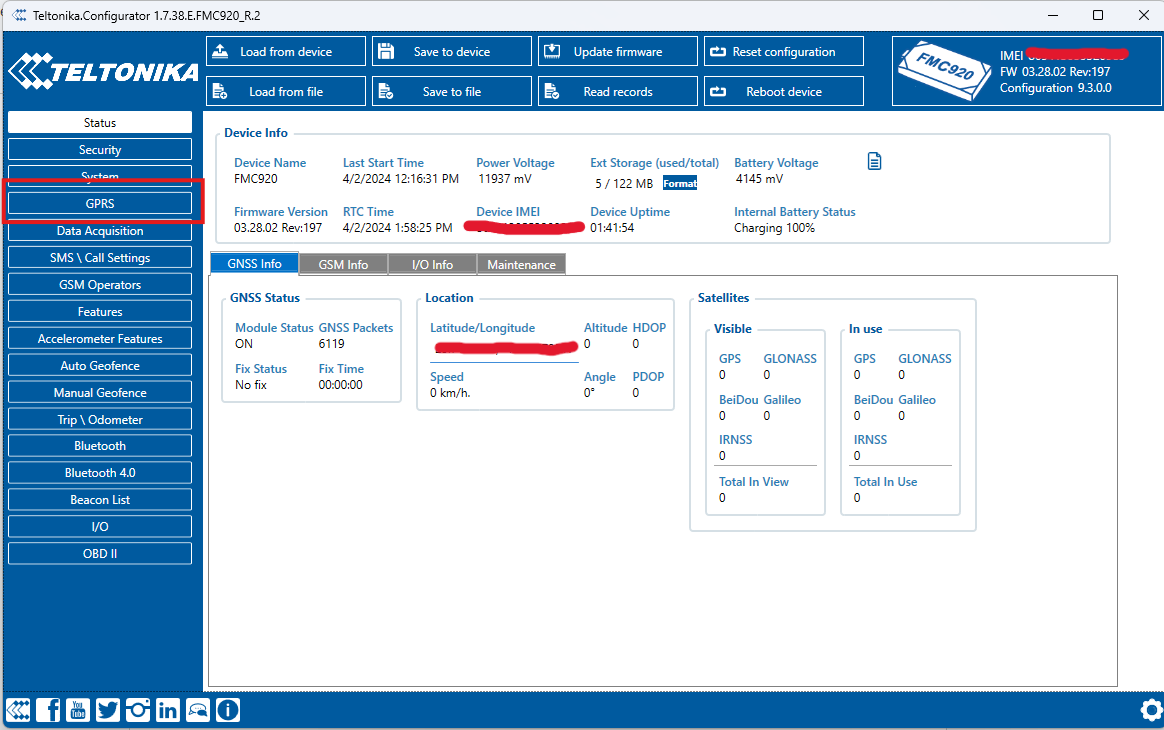 Teltonika.Configurator 1.7.38.E.FMC920_R.2
TELTONIKA
Load from device
Save to device
Update firmware
Reset configuration
Load from file
Save to file
Read records
Reboot device
FMC920
IMEI
FW 03.28.02 Rev:197
Configuration 9.3.0.0
Status
Security
System
GPRS
Data Acquisition
SMS \ Call Settings
GSM Operators
Features
Accelerometer Features
Auto Geofence
Manual Geofence
Trip \ Odometer
Bluetooth
Bluetooth 4.0
Beacon List
I/O
OBD II
Device Info
Device Name Last Start Time Power Voltage Ext Storage (used/total) Battery Voltage
FMC920 4/2/2024 12:16:31 PM 11937 mV 5 / 122 MB Format 4145 mV
Firmware Version RTC Time Device IMEI Device Uptime Internal Battery Status
03.28.02 Rev:197 4/2/2024 1:58:25 PM 01:41:54 Charging 100%
GNSS Info GSM Info I/O Info Maintenance
GNSS Status
Module Status GNSS Packets
ON 6119
Fix Status Fix Time
No fix 00:00:00
Location
Latitude/Longitude Altitude HDOP
0 0
Speed Angle PDOP
0 km/h. 0° 0
Satellites
Visible
GPS GLONASS
0 0
BeiDou Galileo
0 0
IRNSS
0
Total In View
0
In use
GPS GLONASS
0 0
BeiDou Galileo
0 0
IRNSS
0
Total In Use
0
You
Tube